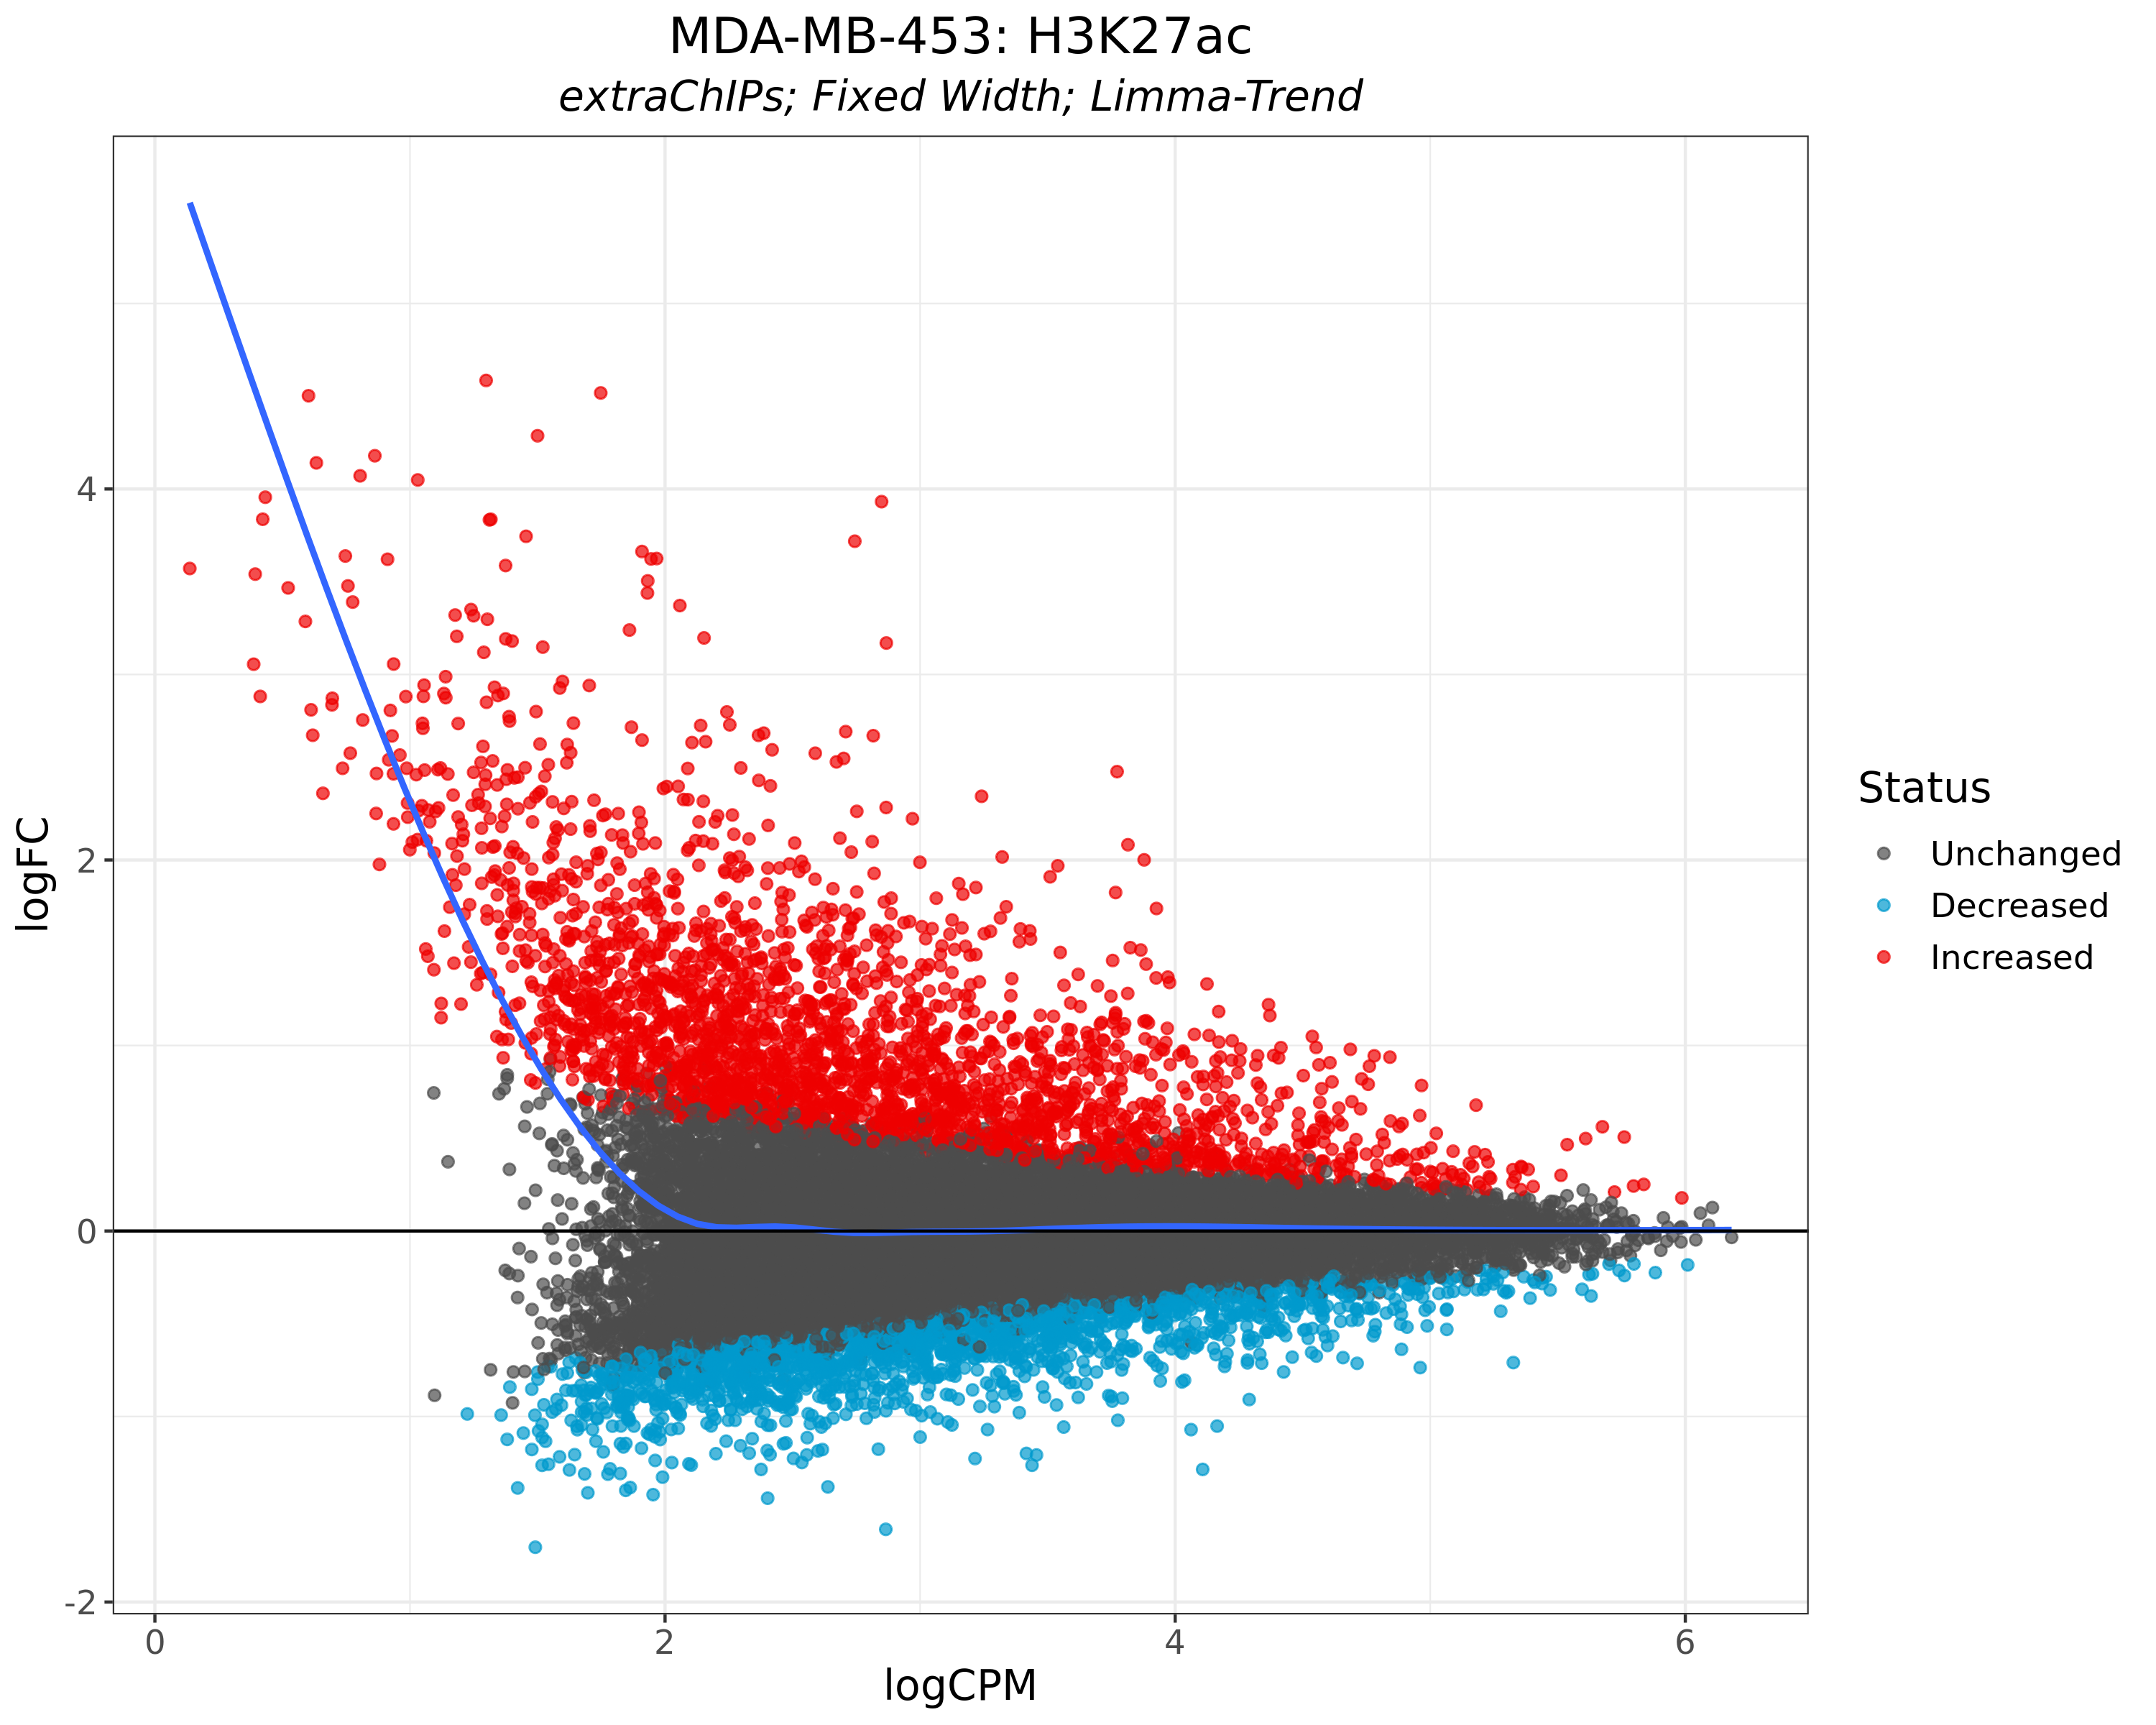 MDA-MB-453: H3K27ac
extraChIPs; Fixed Width; Limma-Trend
4
2
0
-2
logFC
0 2 4 6
logCPM
Status
Unchanged
Decreased
Increased